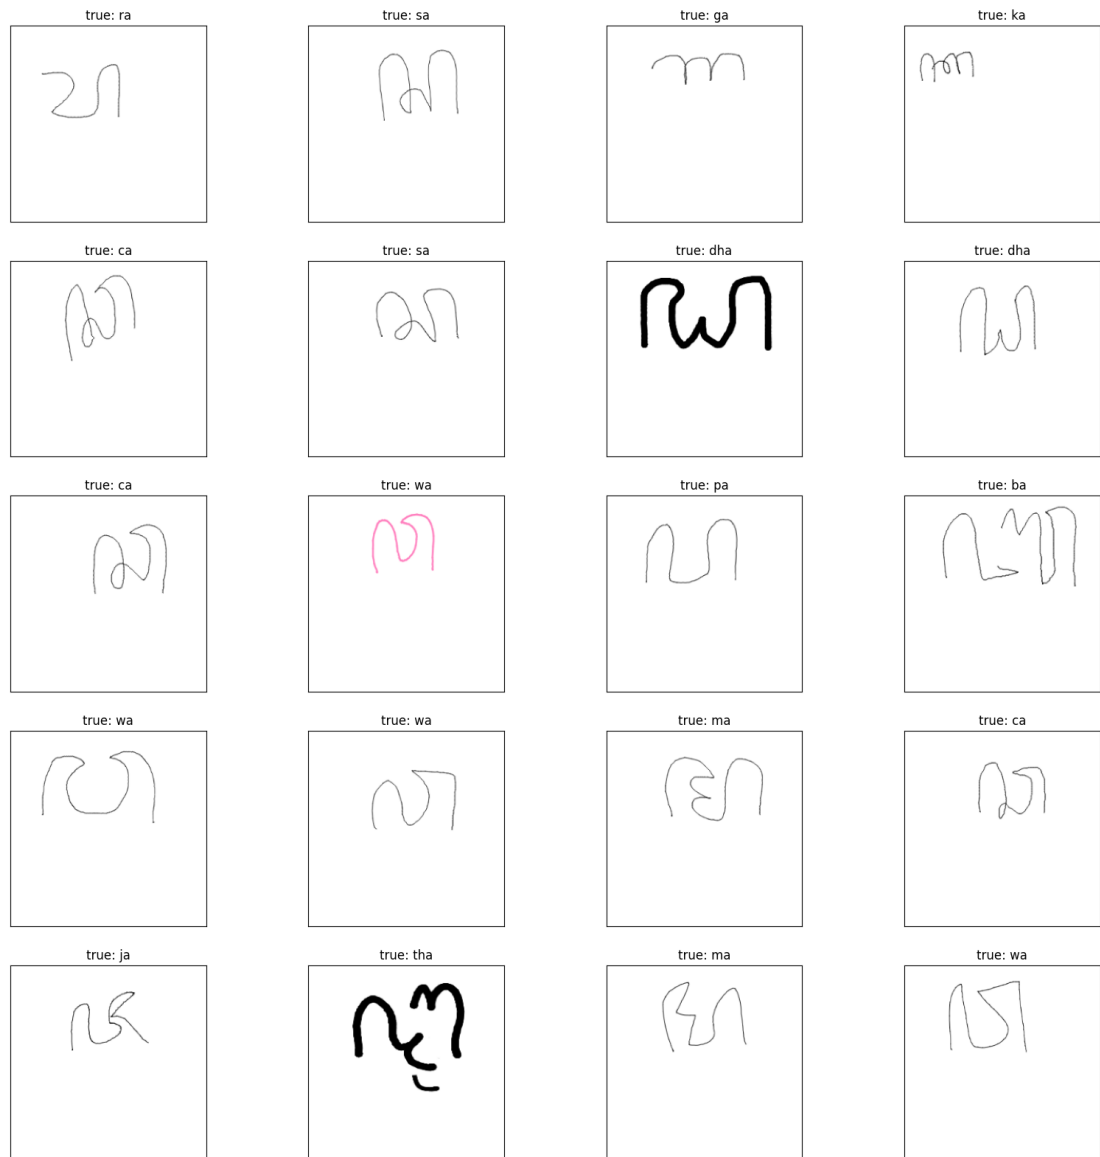 true: ra true: sa true: ga true: ka
ꦫ ꦱ ꦒ ꦏ
true: ca true: sa true: dha true: dha
ꦕ ꦱ ꦝ ꦝ
true: ca true: wa true: pa true: ba
ꦕ ꦮ ꦥ ꦧ
true: wa true: wa true: ma true: ca
ꦮ ꦮ ꦩ ꦕ
true: ja true: tha true: ma true: wa
ꦗ ꦛ ꦩ ꦮ